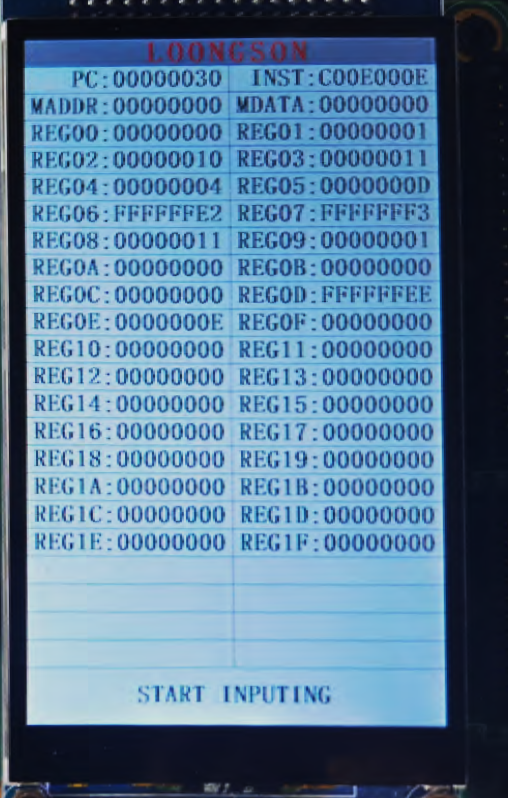 LOONGSON
PC:00000030 INST:C00E000E
MADDR:00000000 MDATA:00000000
REG00:00000000 REG01:00000001
REG02:00000010 REG03:00000011
REG04:00000004 REG05:0000000D
REG06:FFFFFFE2 REG07:FFFFFFF3
REG08:00000011 REG09:00000001
REG0A:00000000 REG0B:00000000
REG0C:00000000 REG0D:FFFFFFEE
REG0E:0000000E REG0F:00000000
REG10:00000000 REG11:00000000
REG12:00000000 REG13:00000000
REG14:00000000 REG15:00000000
REG16:00000000 REG17:00000000
REG18:00000000 REG19:00000000
REG1A:00000000 REG1B:00000000
REG1C:00000000 REG1D:00000000
REG1E:00000000 REG1F:00000000
START INPUTING